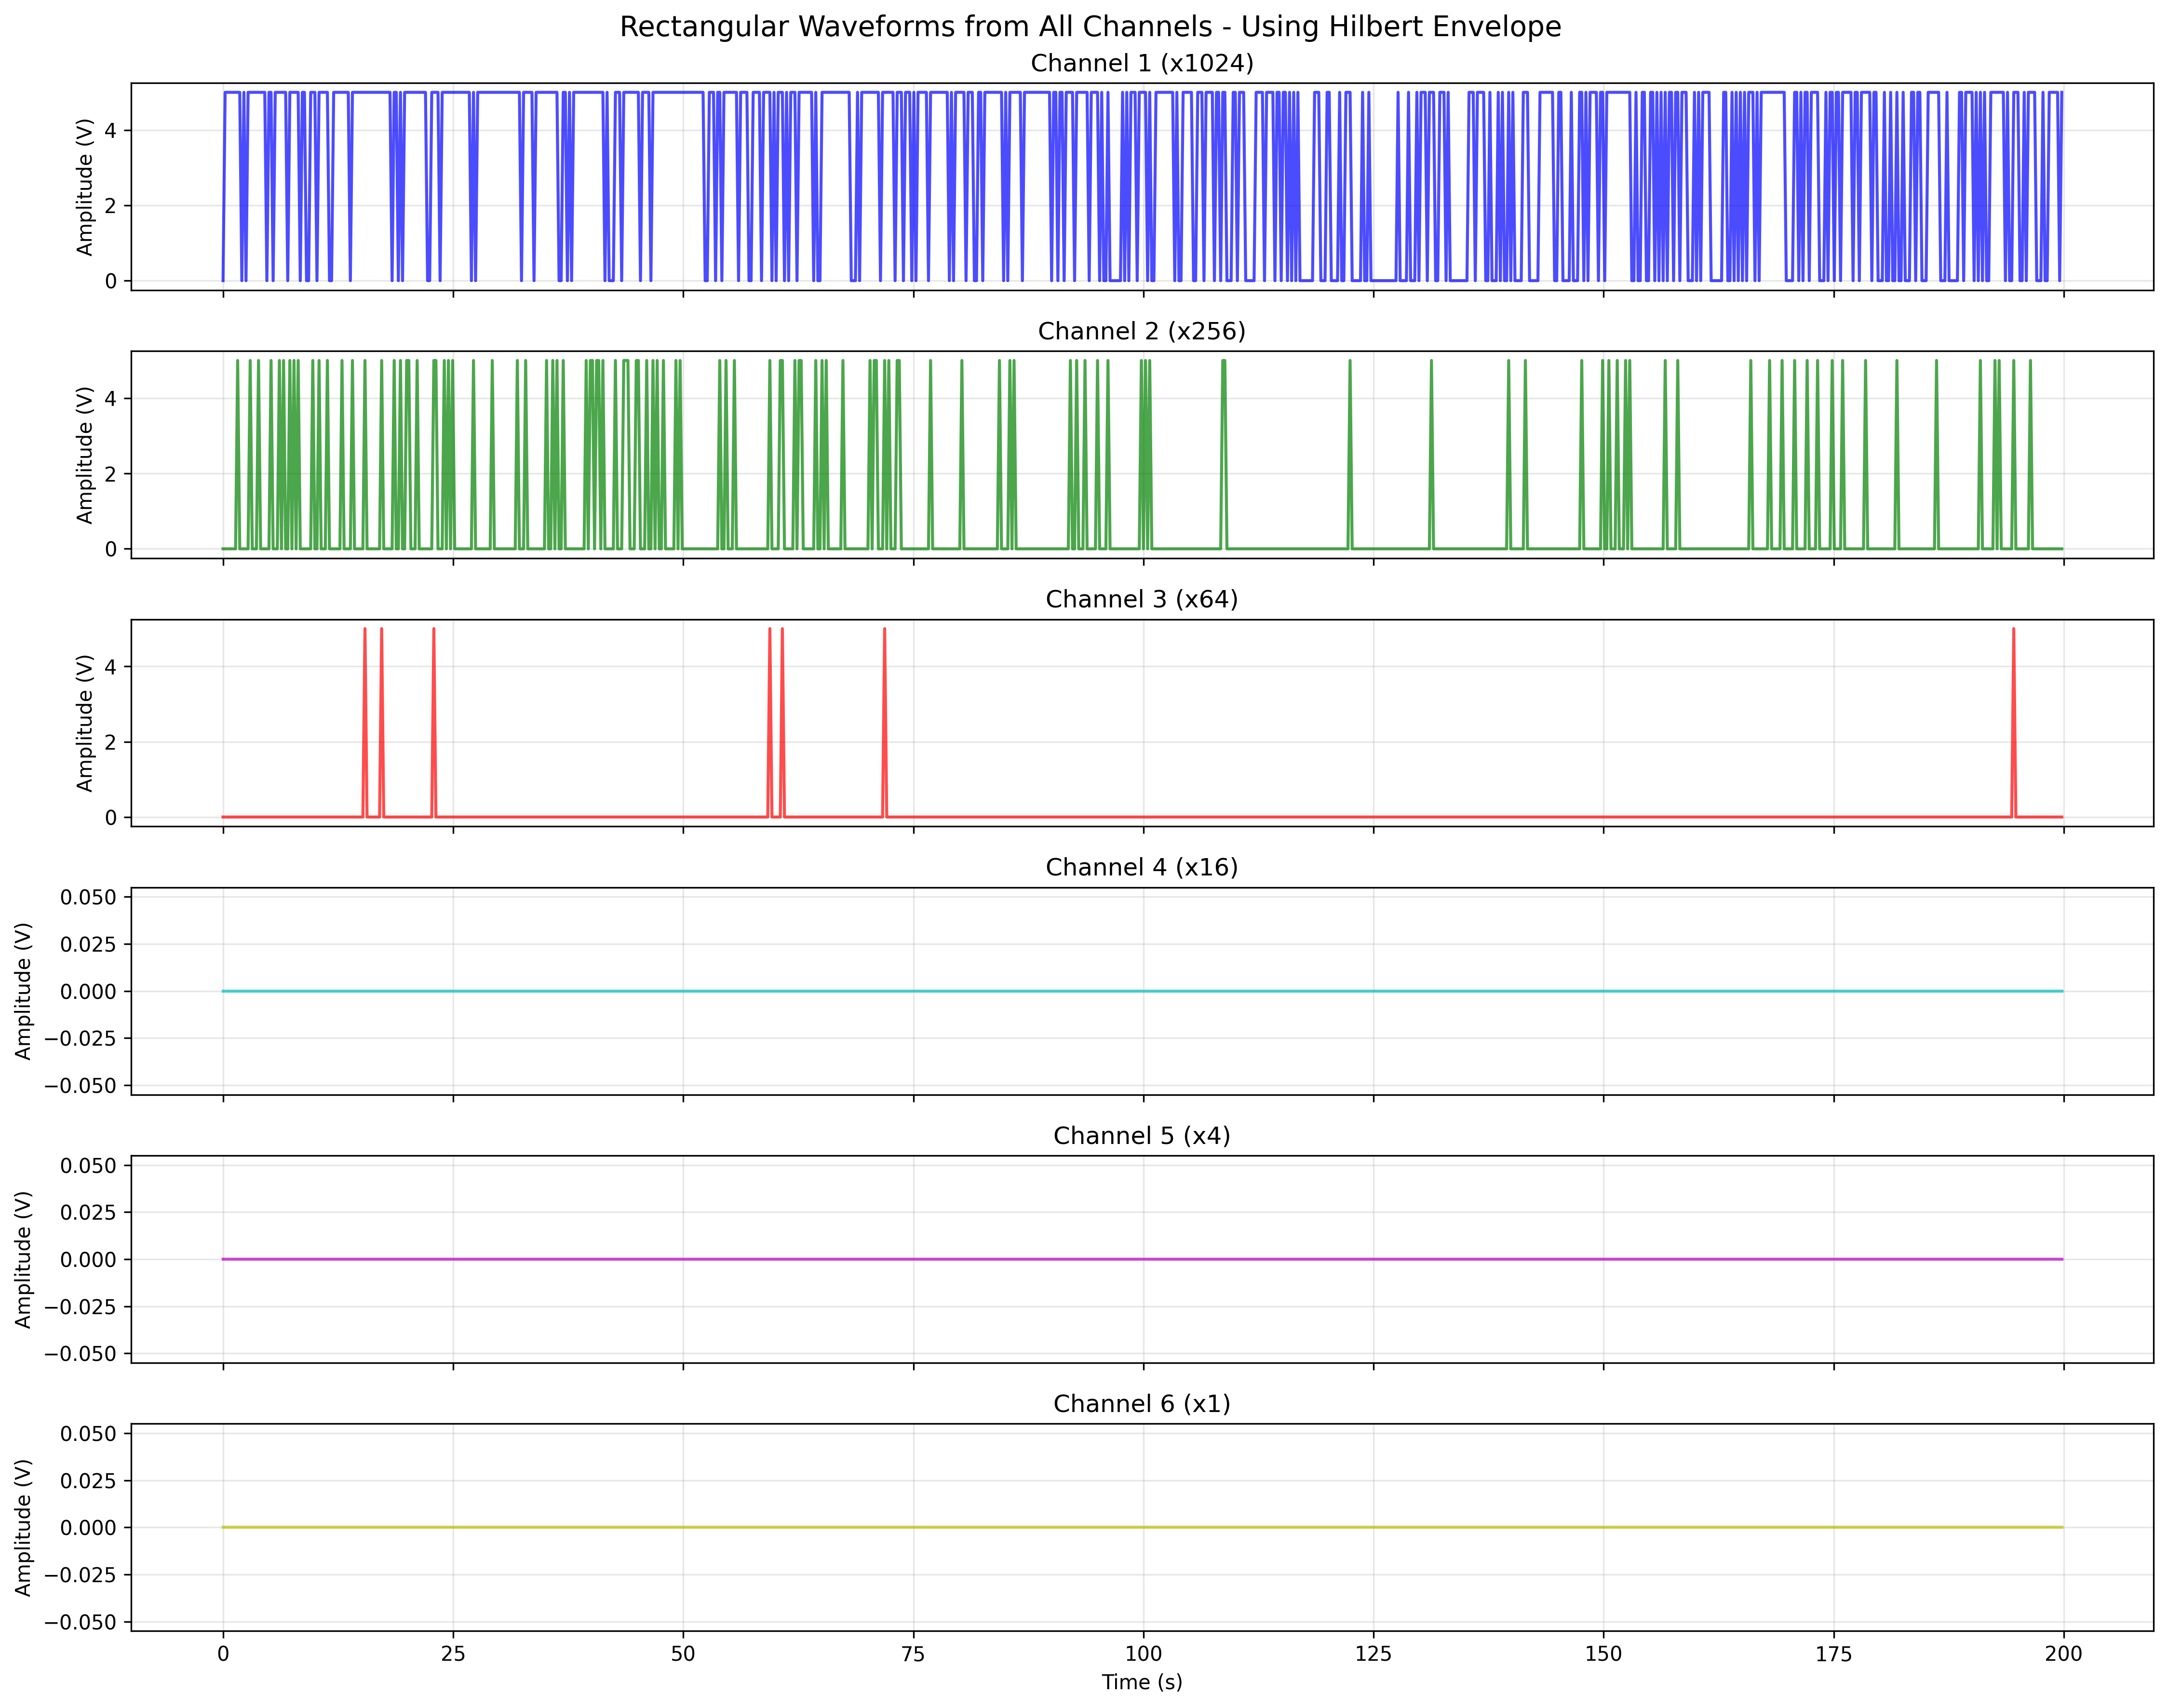 Rectangular Waveforms from All Channels - Using Hilbert Envelope
Channel 1 (x1024)
Amplitude (V)
4
2
0
Channel 2 (x256)
Amplitude (V)
4
2
0
Channel 3 (x64)
Amplitude (V)
4
2
0
Channel 4 (x16)
Amplitude (V)
0.050
0.025
0.000
−0.025
−0.050
Channel 5 (x4)
Amplitude (V)
0.050
0.025
0.000
−0.025
−0.050
Channel 6 (x1)
Amplitude (V)
0.050
0.025
0.000
−0.025
−0.050
0 25 50 75 100 125 150 175 200
Time (s)